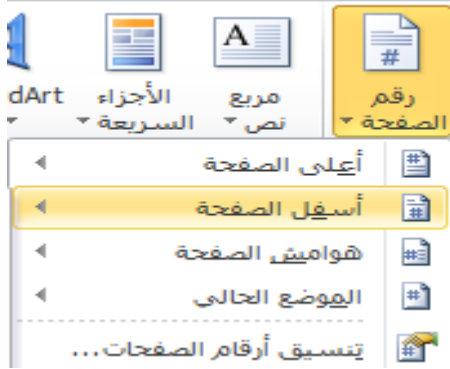 رقم الصفحة
مربع نص
الأجزاء السريعة
dArt
أعلى الصفحة
أسفل الصفحة
هوامش الصفحة
الموضع الحالي
تنسيق أرقام الصفحات...